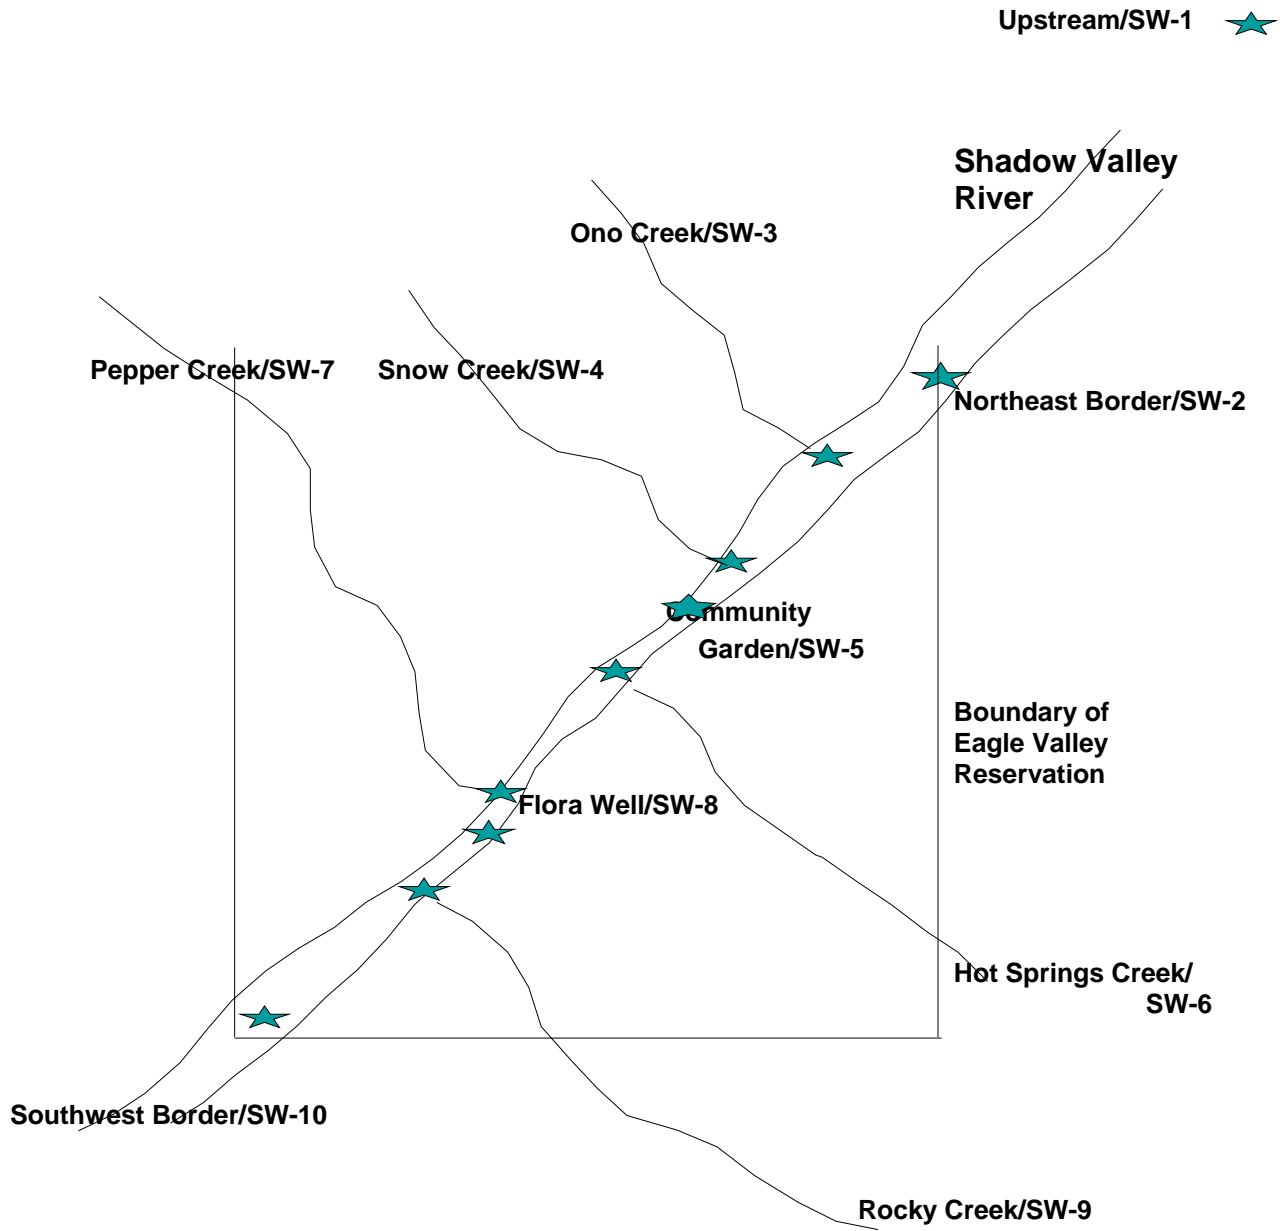 Upstream/SW-1
Shadow Valley
River
Ono Creek/SW-3
Pepper Creek/SW-7
Snow Creek/SW-4
Northeast Border/SW-2
Community
Garden/SW-5
Boundary of
Eagle Valley
Reservation
Flora Well/SW-8
Hot Springs Creek/
SW-6
Southwest Border/SW-10
Rocky Creek/SW-9